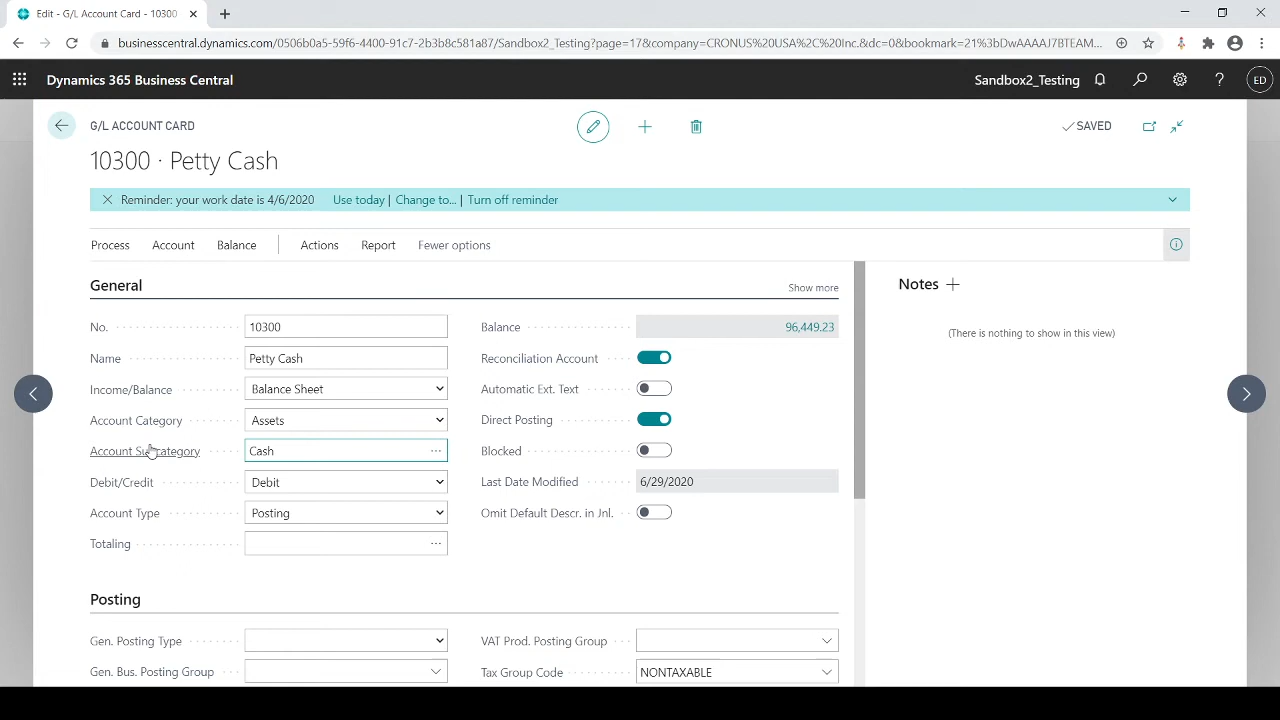 Edit - G/L Account Card - 10300
businesscentral.dynamics.com/0506b0a5-59f6-4400-91c7-2b3b8c581a87/Sandbox2_Testing?page=17&company=CRONUS%20USA%2C%20Inc.&dc=0&bookmark=21%3bDwAAAAJ7BTEAM...
Dynamics 365 Business Central
Sandbox2_Testing
ED
G/L ACCOUNT CARD
SAVED
10300 · Petty Cash
Reminder: your work date is 4/6/2020 Use today | Change to... | Turn off reminder
Process Account Balance Actions Report Fewer options
General
Show more
Notes
(There is nothing to show in this view)
No. 10300
Name Petty Cash
Income/Balance Balance Sheet
Account Category Assets
Account Subcategory Cash
Debit/Credit Debit
Account Type Posting
Totaling
Balance 96,449.23
Reconciliation Account
Automatic Ext. Text
Direct Posting
Blocked
Last Date Modified 6/29/2020
Omit Default Descr. in Jnl.
Posting
Gen. Posting Type
Gen. Bus. Posting Group
VAT Prod. Posting Group
Tax Group Code NONTAXABLE